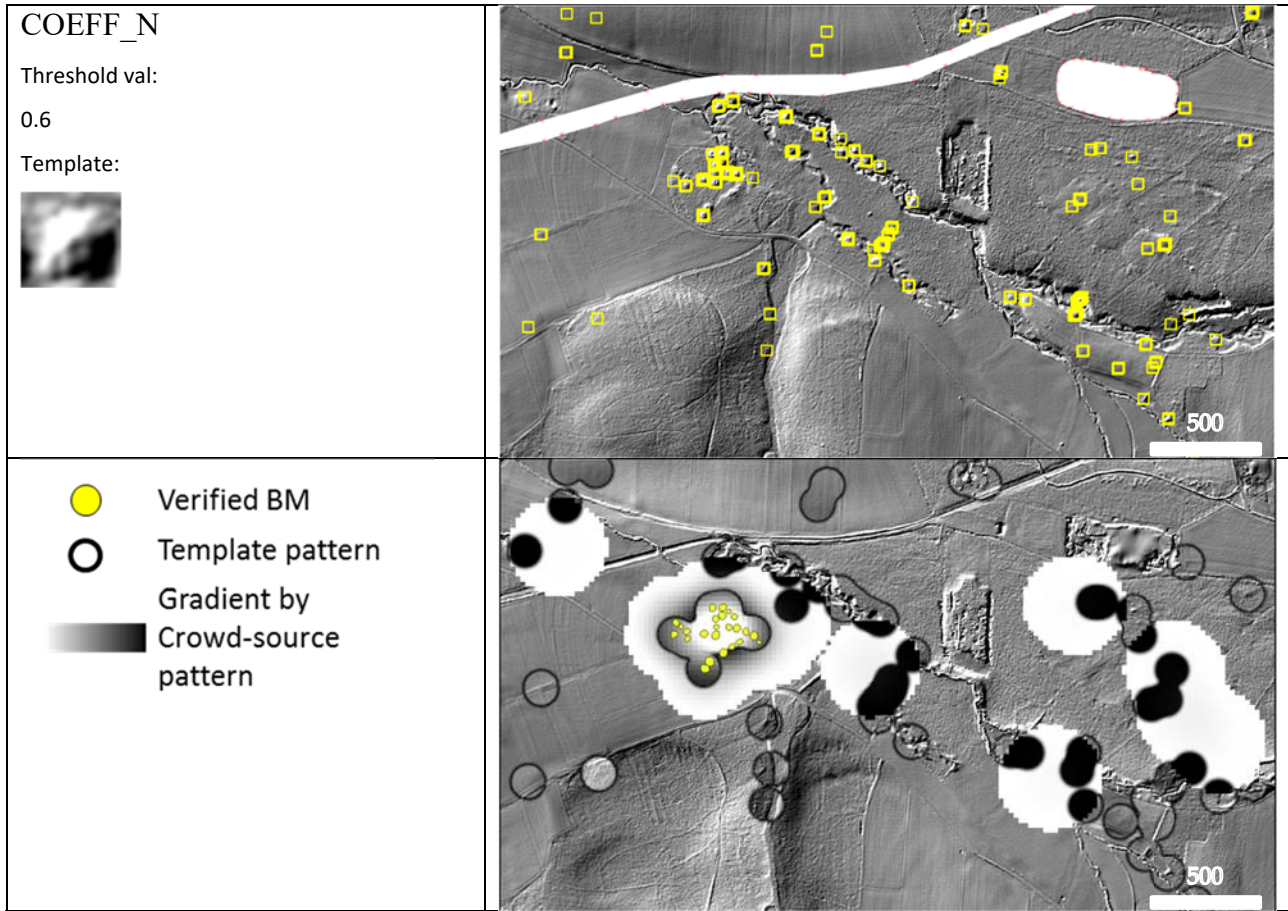 COEFF_N
Threshold val:
0.6
Template:
500
Verified BM
Template pattern
Gradient by
Crowd-source
pattern
500